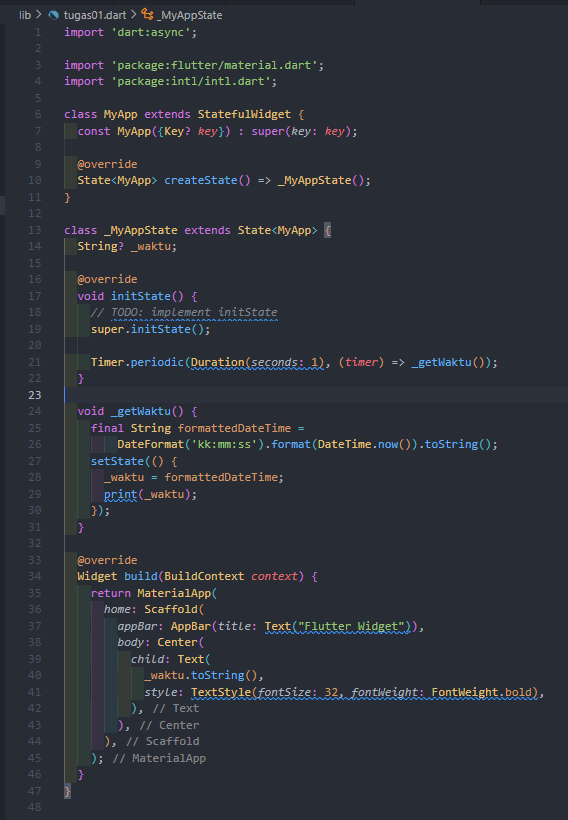 lib > tugas01.dart > _MyAppState
1 import 'dart:async';
2
3 import 'package:flutter/material.dart';
4 import 'package:intl/intl.dart';
5
6 class MyApp extends StatefulWidget {
7   const MyApp({Key? key}) : super(key: key);
8
9   @override
10   State<MyApp> createState() => _MyAppState();
11 }
12
13 class _MyAppState extends State<MyApp> {
14   String? _waktu;
15
16   @override
17   void initState() {
18     // TODO: implement initState
19     super.initState();
20
21     Timer.periodic(Duration(seconds: 1), (timer) => _getWaktu());
22   }
23
24   void _getWaktu() {
25     final String formattedDateTime =
26         DateFormat('kk:mm:ss').format(DateTime.now()).toString();
27     setState(() {
28       _waktu = formattedDateTime;
29       print(_waktu);
30     });
31   }
32
33   @override
34   Widget build(BuildContext context) {
35     return MaterialApp(
36       home: Scaffold(
37         appBar: AppBar(title: Text("Flutter Widget")),
38         body: Center(
39           child: Text(
40             _waktu.toString(),
41             style: TextStyle(fontSize: 32, fontWeight: FontWeight.bold),
42           ), // Text
43         ), // Center
44       ), // Scaffold
45     ); // MaterialApp
46   }
47 }
48